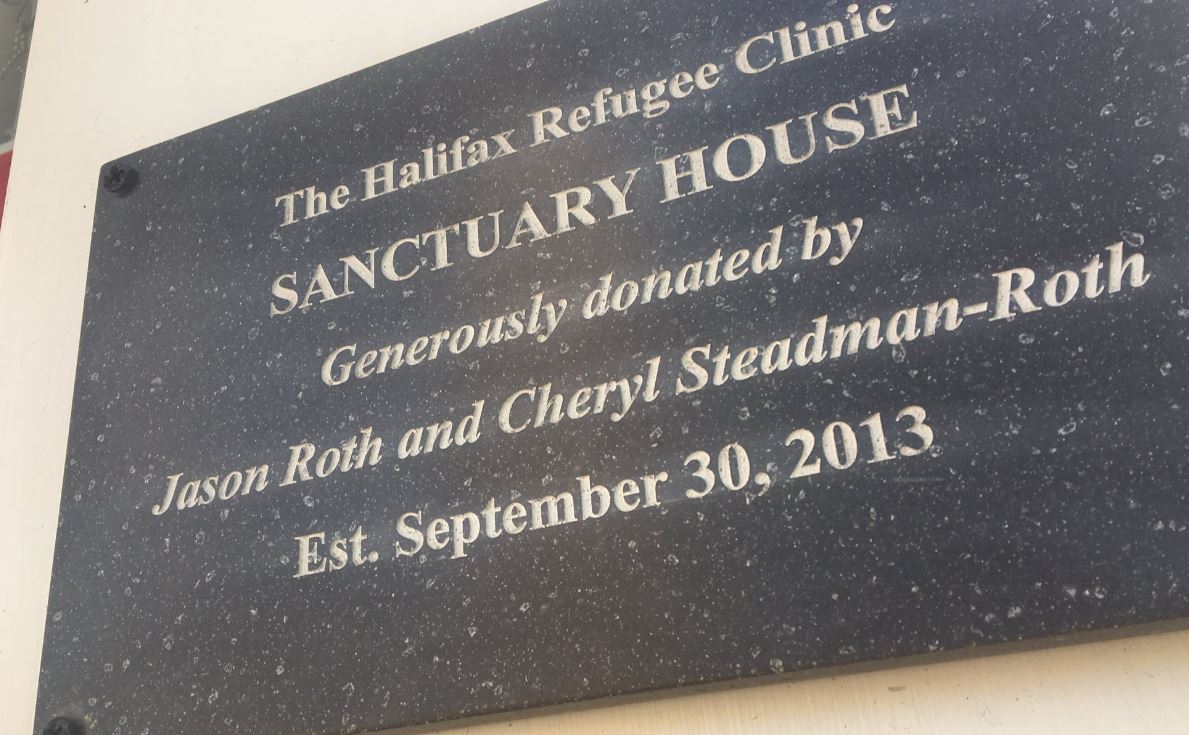 The Halifax Refugee Clinic
SANCTUARY HOUSE
Generously donated by
Jason Roth and Cheryl Steadman-Roth
Est. September 30, 2013